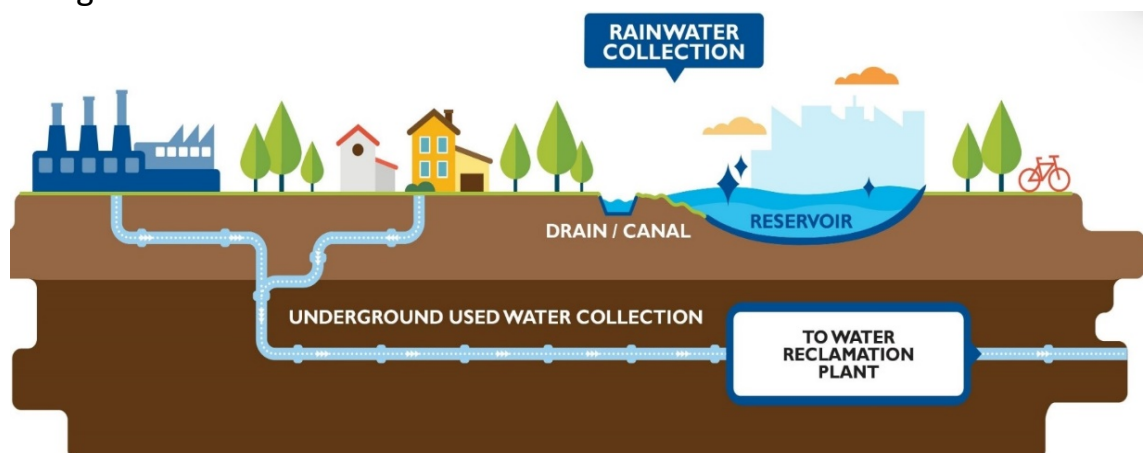 RAINWATER
COLLECTION
DRAIN / CANAL
RESERVOIR
UNDERGROUND USED WATER COLLECTION
TO WATER
RECLAMATION
PLANT